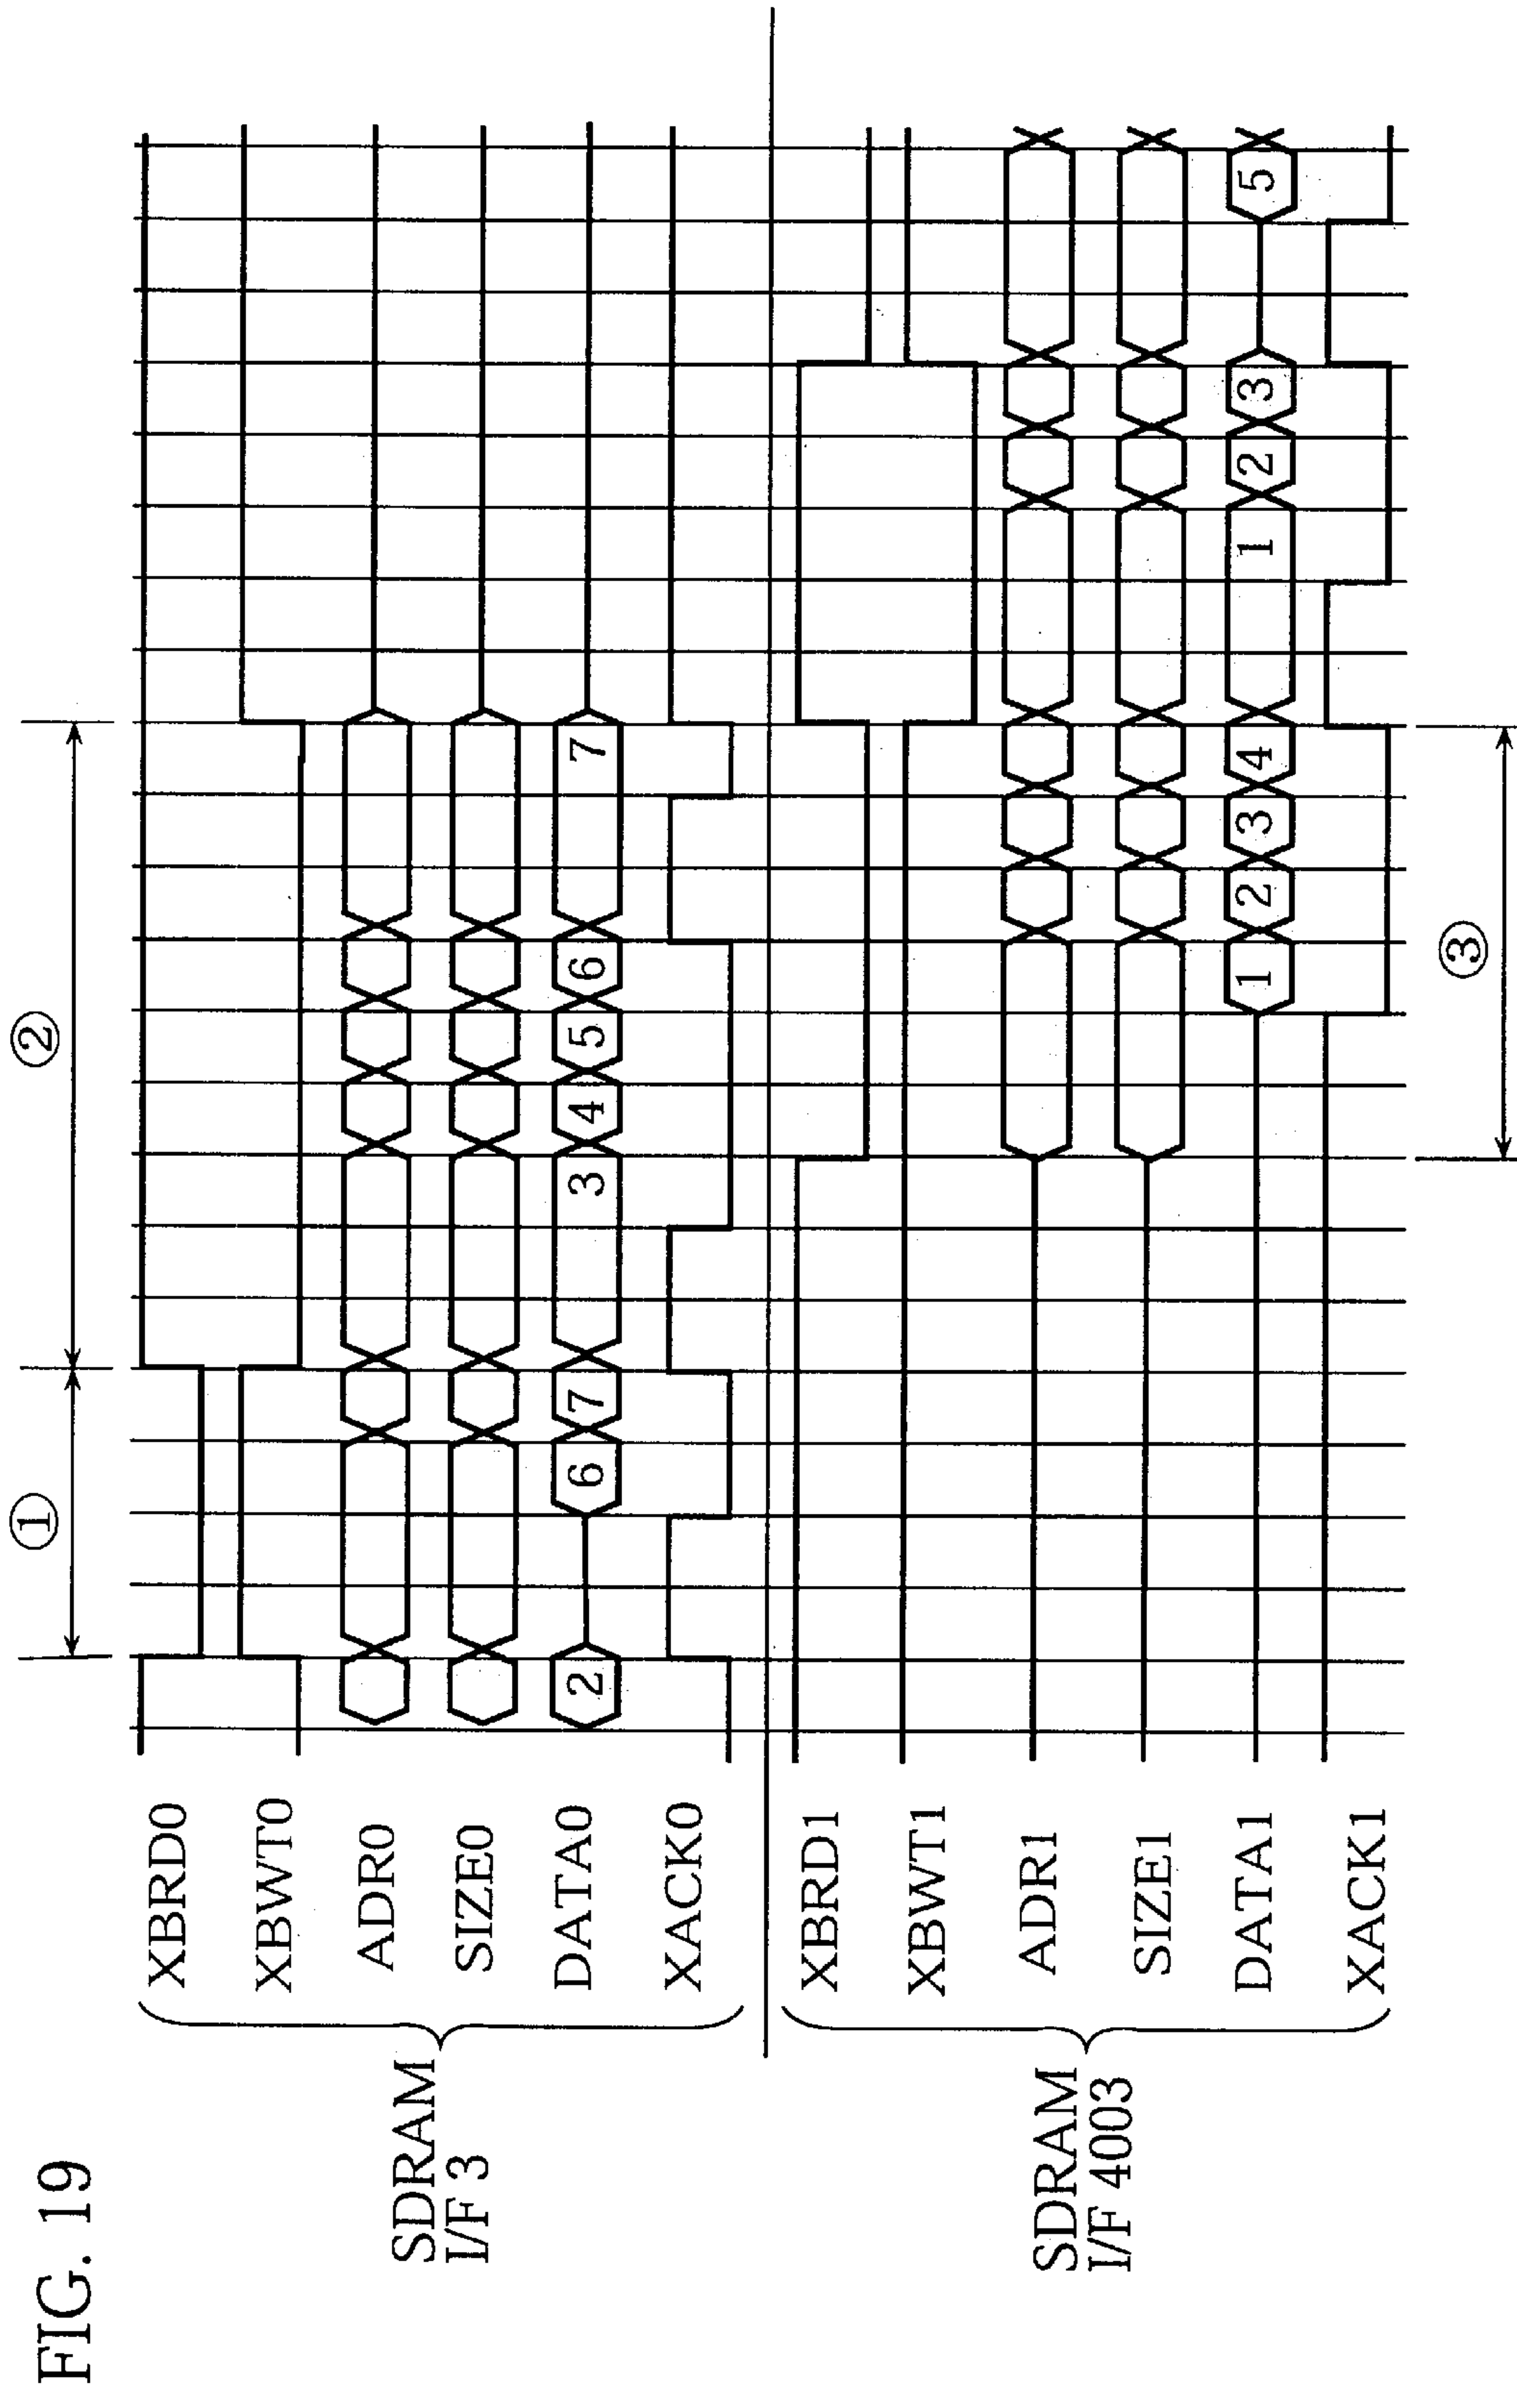 FIG. 19
① ②
SDRAM
I/F 3
XBRD0
XBWT0
ADR0
SIZE0
DATA0 2 6 7 3 4 5 6 7
XACK0
SDRAM
I/F 4003
XBRD1
XBWT1
ADR1
SIZE1
DATA1 1 2 3 4 1 2 3 5
XACK1
③